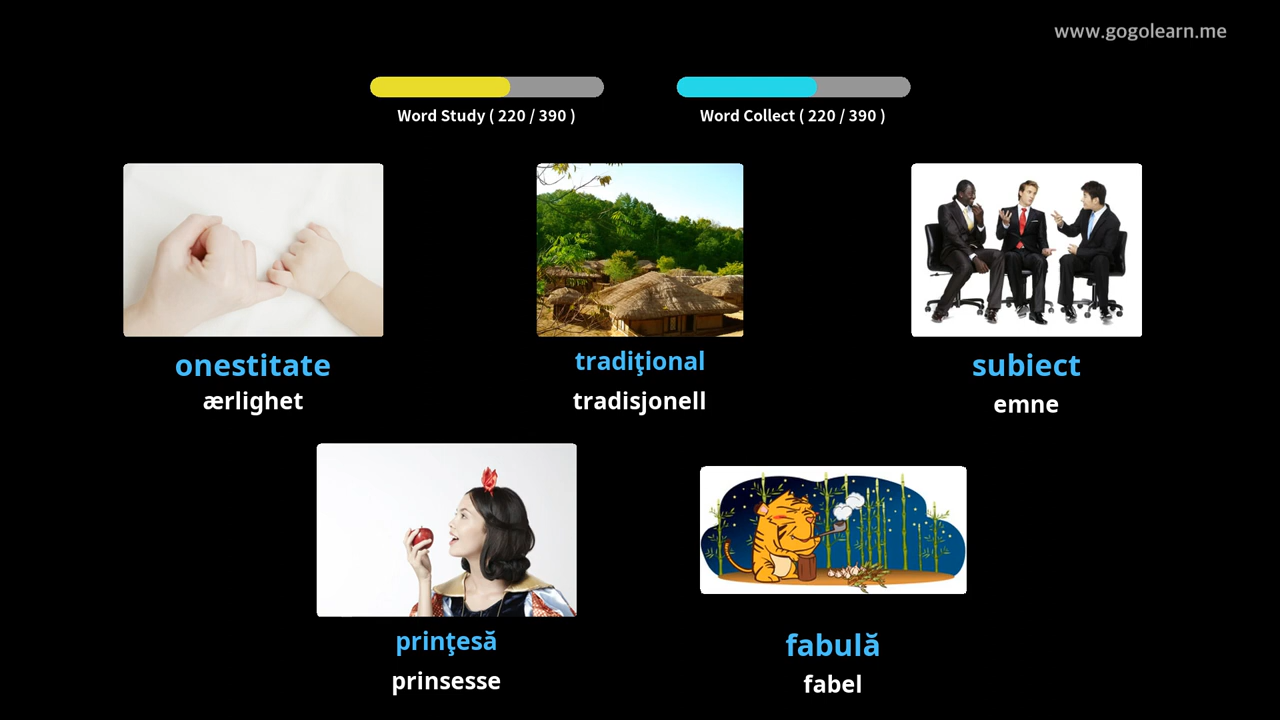 www.gogolearn.me
Word Study ( 220 / 390 )
Word Collect ( 220 / 390 )
onestitate
ærlighet
tradiţional
tradisjonell
subiect
emne
prinţesă
prinsesse
fabulă
fabel